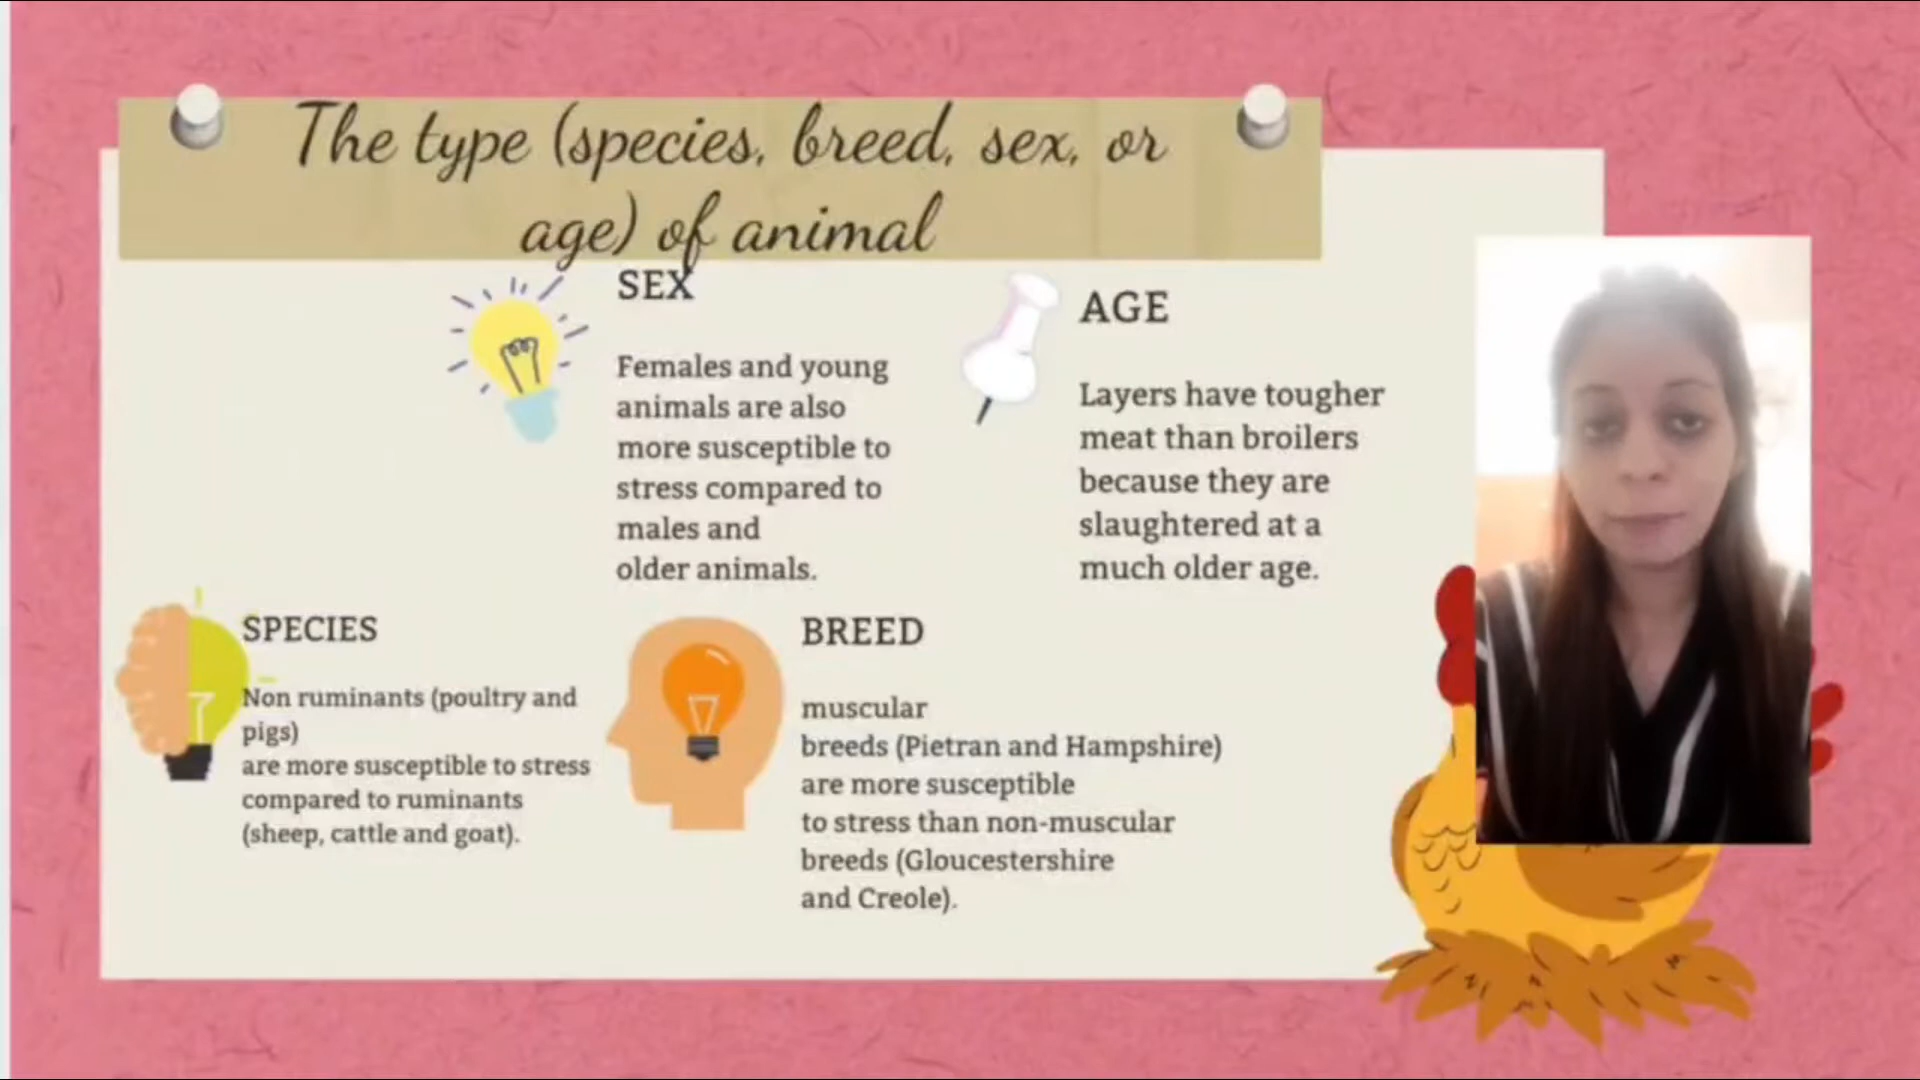 The type (species, breed, sex, or
age) of animal
SEX
Females and young
animals are also
more susceptible to
stress compared to
males and
older animals.
AGE
Layers have tougher
meat than broilers
because they are
slaughtered at a
much older age.
SPECIES
Non ruminants (poultry and
pigs)
are more susceptible to stress
compared to ruminants
(sheep, cattle and goat).
BREED
muscular
breeds (Pietran and Hampshire)
are more susceptible
to stress than non-muscular
breeds (Gloucestershire
and Creole).